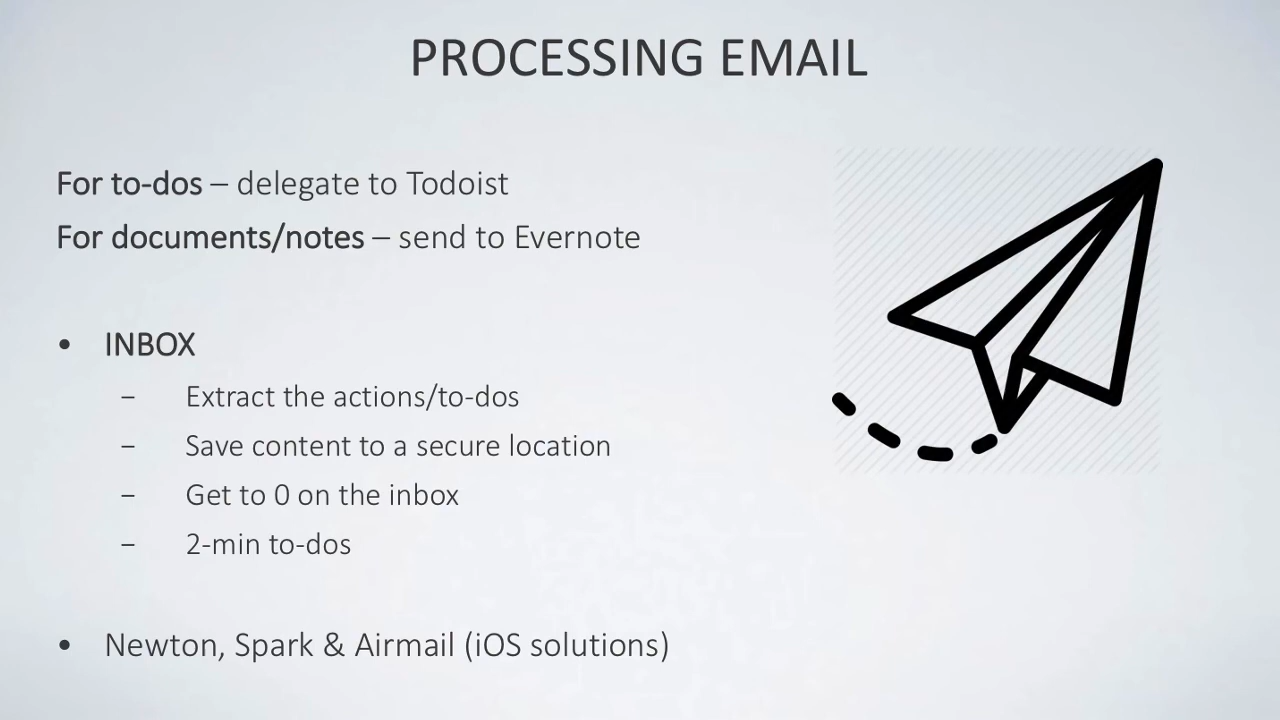 PROCESSING EMAIL
For to-dos – delegate to Todoist
For documents/notes – send to Evernote
• INBOX
– Extract the actions/to-dos
– Save content to a secure location
– Get to 0 on the inbox
– 2-min to-dos
• Newton, Spark & Airmail (iOS solutions)